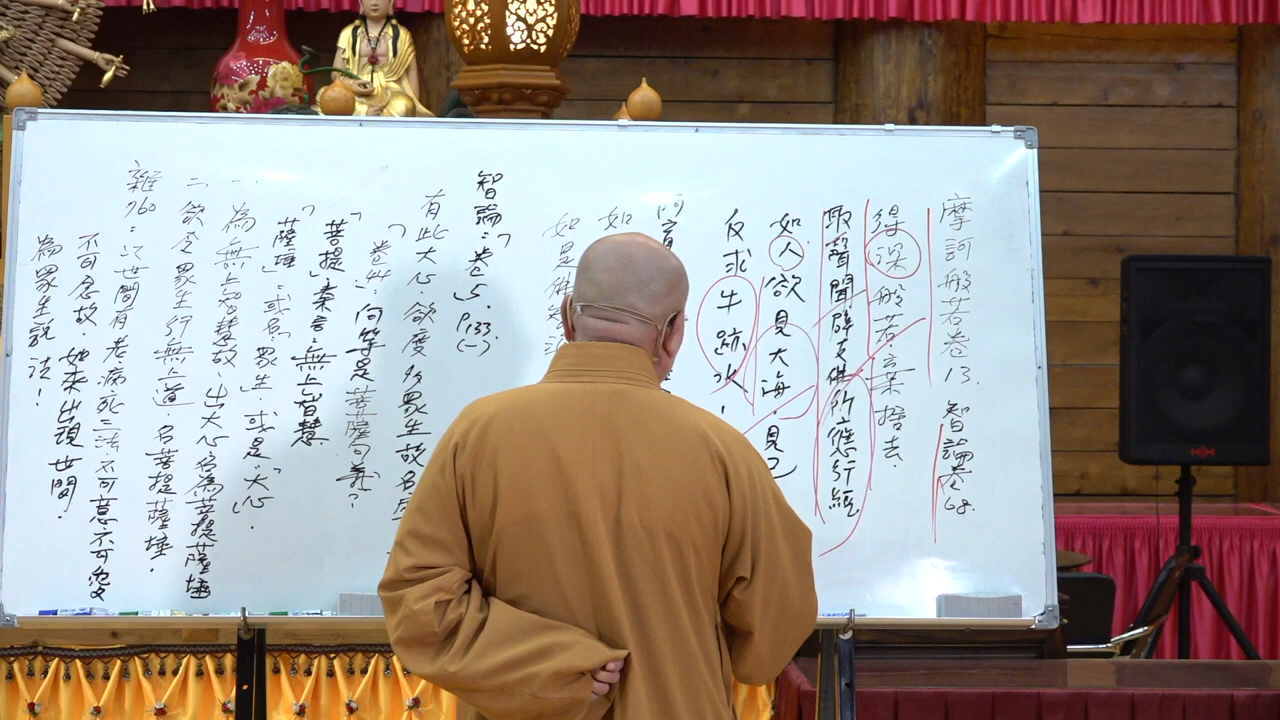 摩訶般若卷13. 智論卷68.
得深般若棄捨去.
取聲聞辟支佛所應行經
如人欲見大海.見已
反求牛跡水!
如
如是
智論:「卷5.P133.(一)
有此大心.欲度多眾生故名
「卷44.何等是菩薩句義?
「菩提」秦言:無上智慧
「薩埵」:或為「眾生」或是:「大心」.
一、為無上智慧故,出大心名為菩提薩埵
二、欲令眾生行無上道.名菩提薩埵.
雜760:以世間有老病死三法不可意不可愛
不可念故.如來出現世間.
為眾生說法!